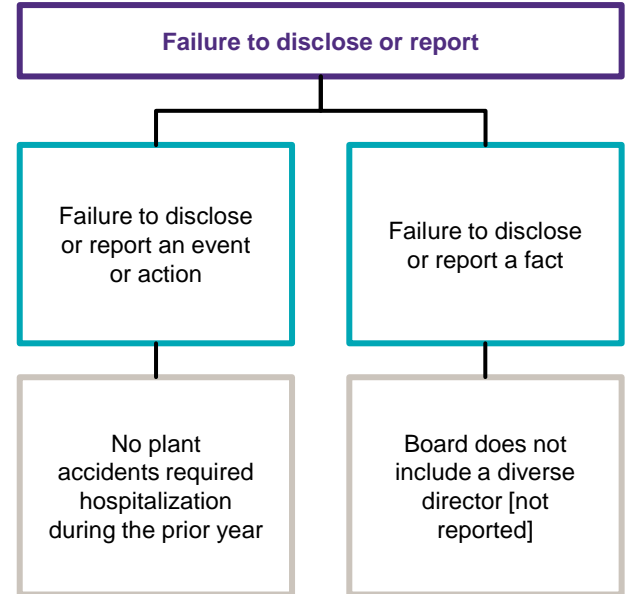 Failure to disclose or report
Failure to disclose
or report an event
or action
Failure to disclose
or report a fact
No plant
accidents required
hospitalization
during the prior year
Board does not
include a diverse
director [not
reported]